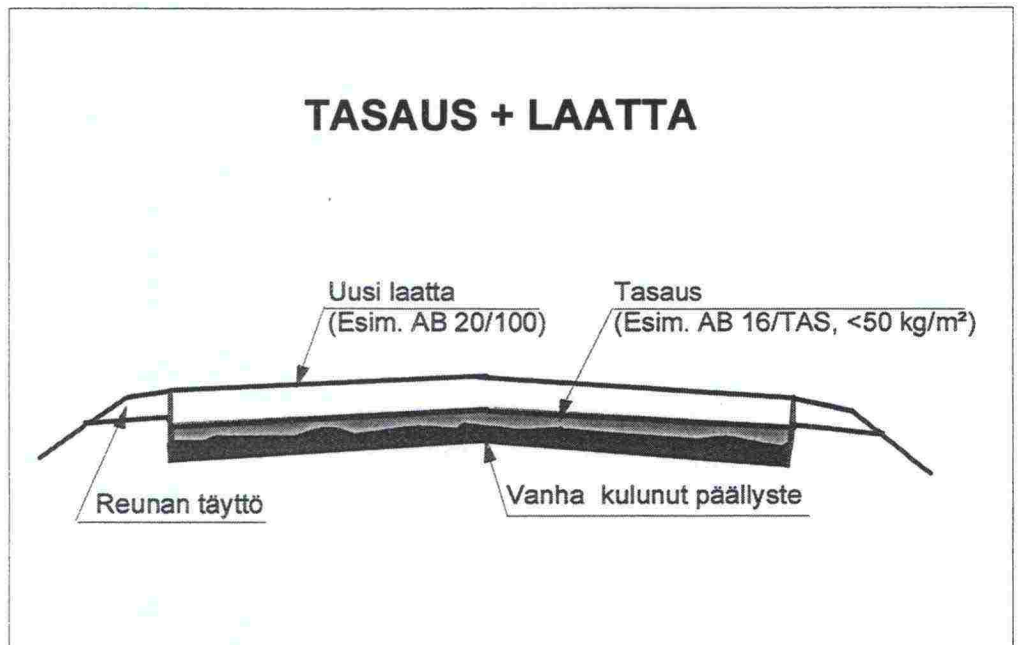 TASAUS + LAATTA
Uusi laatta
(Esim. AB 20/100)
Tasaus
(Esim. AB 16/TAS, <50 kg/m²)
Reunan täyttö
Vanha kulunut päällyste